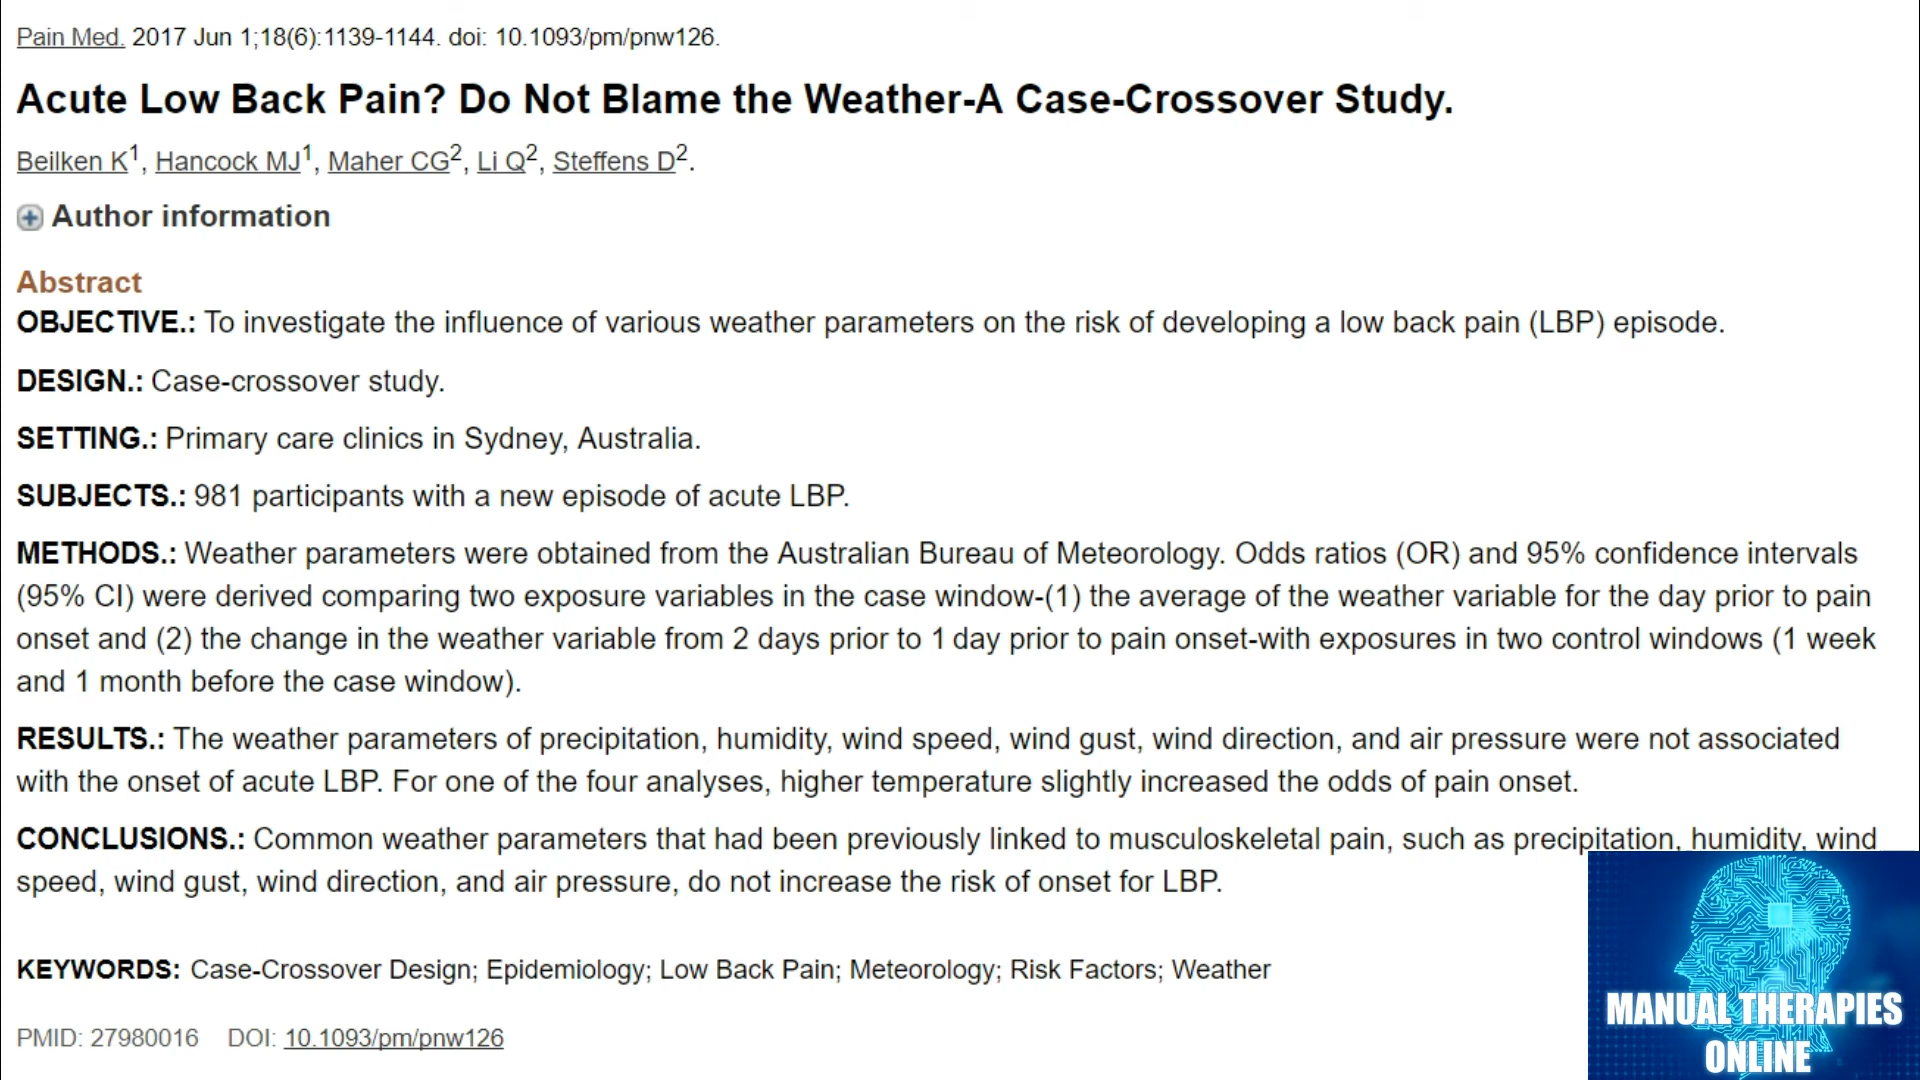 Pain Med. 2017 Jun 1;18(6):1139-1144. doi: 10.1093/pm/pnw126.
Acute Low Back Pain? Do Not Blame the Weather-A Case-Crossover Study.
Beilken K1, Hancock MJ1, Maher CG2, Li Q2, Steffens D2.
Author information
Abstract
OBJECTIVE.: To investigate the influence of various weather parameters on the risk of developing a low back pain (LBP) episode.
DESIGN.: Case-crossover study.
SETTING.: Primary care clinics in Sydney, Australia.
SUBJECTS.: 981 participants with a new episode of acute LBP.
METHODS.: Weather parameters were obtained from the Australian Bureau of Meteorology. Odds ratios (OR) and 95% confidence intervals
(95% CI) were derived comparing two exposure variables in the case window-(1) the average of the weather variable for the day prior to pain
onset and (2) the change in the weather variable from 2 days prior to 1 day prior to pain onset-with exposures in two control windows (1 week
and 1 month before the case window).
RESULTS.: The weather parameters of precipitation, humidity, wind speed, wind gust, wind direction, and air pressure were not associated
with the onset of acute LBP. For one of the four analyses, higher temperature slightly increased the odds of pain onset.
CONCLUSIONS.: Common weather parameters that had been previously linked to musculoskeletal pain, such as precipitation, humidity, wind
speed, wind gust, wind direction, and air pressure, do not increase the risk of onset for LBP.
KEYWORDS: Case-Crossover Design; Epidemiology; Low Back Pain; Meteorology; Risk Factors; Weather
PMID: 27980016 DOI: 10.1093/pm/pnw126
MANUAL THERAPIES
ONLINE